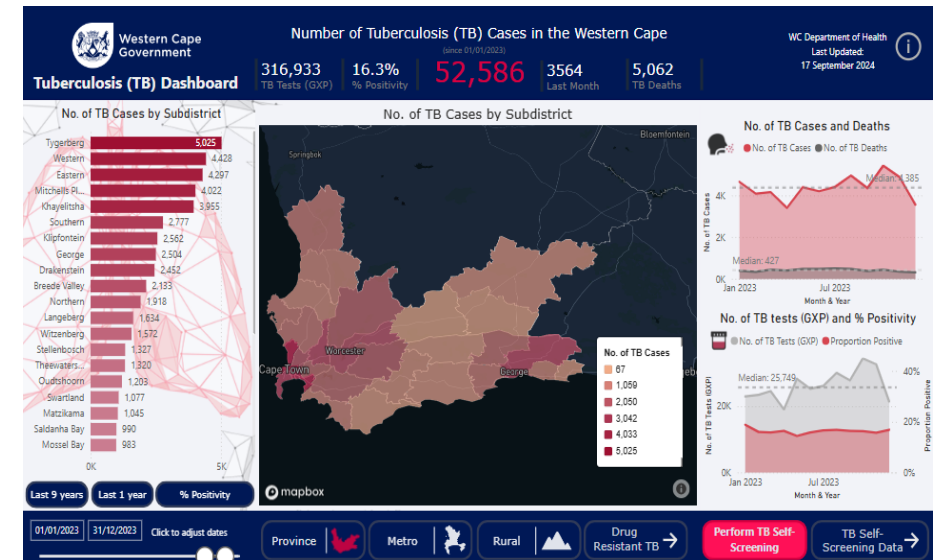 Western Cape
Government
Tuberculosis (TB) Dashboard
Number of Tuberculosis (TB) Cases in the Western Cape
(since 01/01/2023)
316,933
TB Tests (GXP)
16.3%
% Positivity
52,586
3564
Last Month
5,062
TB Deaths
WC Department of Health
Last Updated:
17 September 2024
i
No. of TB Cases by Subdistrict
Tygerberg 5,025
Western 4,428
Eastern 4,297
Mitchells Pl... 4,022
Khayelitsha 3,955
Southern 2,777
Klipfontein 2,562
George 2,504
Drakenstein 2,452
Breede Valley 2,133
Northern 1,918
Langeberg 1,634
Witzenberg 1,572
Stellenbosch 1,327
Theewaters... 1,320
Oudtshoorn 1,203
Swartland 1,077
Matzikama 1,045
Saldanha Bay 990
Mossel Bay 983
0K 5K
Last 9 years
Last 1 year
% Positivity
No. of TB Cases by Subdistrict
Bloemfontein
Springbok
Worcester
Cape Town
George
No. of TB Cases
67
1,059
2,050
3,042
4,033
5,025
mapbox
i
No. of TB Cases and Deaths
No. of TB Cases No. of TB Deaths
Median: 4,385
4K
2K
0K
No. of TB Cases
Median: 427
Jan 2023 Jul 2023
Month & Year
No. of TB tests (GXP) and % Positivity
No. of TB Tests (GXP) Proportion Positive
Median: 25,749
20K
0K
No. of TB Tests (GXP)
40%
20%
0%
Proportion Positive
Jan 2023 Jul 2023
Month & Year
01/01/2023 31/12/2023 Click to adjust dates
Province
Metro
Rural
Drug
Resistant TB
Perform TB Self-
Screening
TB Self-
Screening Data